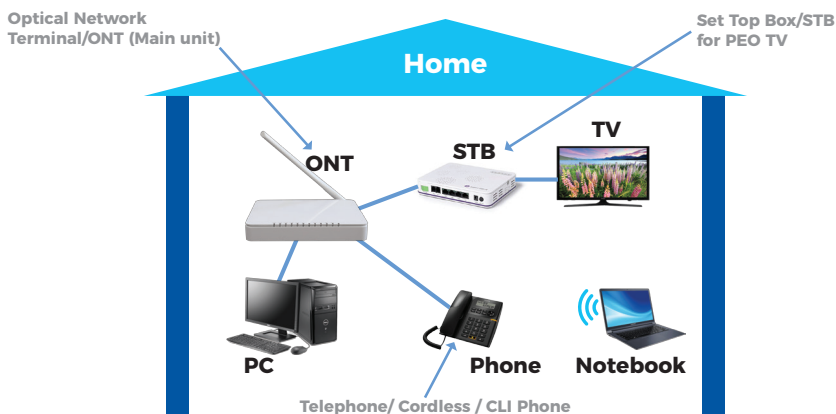 Optical Network
Terminal/ONT (Main unit)
Set Top Box/STB
for PEO TV
Home
TV
STB
ONT
PC
Phone
Notebook
Telephone/ Cordless / CLI Phone